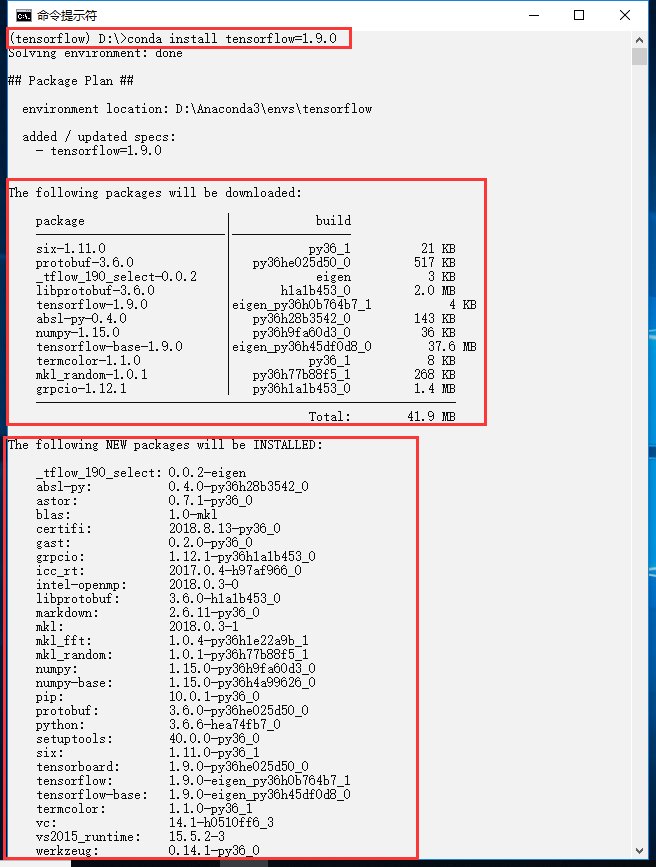 命令提示符
(tensorflow) D:\>conda install tensorflow=1.9.0
Solving environment: done
## Package Plan ##
environment location: D:\Anaconda3\envs\tensorflow
added / updated specs:
- tensorflow=1.9.0
The following packages will be downloaded:
package | build
six-1.11.0 | py36_1 21 KB
protobuf-3.6.0 | py36he025d50_0 517 KB
_tflow_190_select-0.0.2 | eigen 3 KB
libprotobuf-3.6.0 | h1a1b453_0 2.0 MB
tensorflow-1.9.0 | eigen_py36h0b764b7_1 4 KB
absl-py-0.4.0 | py36h28b3542_0 143 KB
numpy-1.15.0 | py36h9fa60d3_0 36 KB
tensorflow-base-1.9.0 | eigen_py36h45df0d8_0 37.6 MB
termcolor-1.1.0 | py36_1 8 KB
mkl_random-1.0.1 | py36h77b88f5_1 268 KB
grpcio-1.12.1 | py36h1a1b453_0 1.4 MB
Total: 41.9 MB
The following NEW packages will be INSTALLED:
_tflow_190_select: 0.0.2-eigen
absl-py: 0.4.0-py36h28b3542_0
astor: 0.7.1-py36_0
blas: 1.0-mkl
certifi: 2018.8.13-py36_0
gast: 0.2.0-py36_0
grpcio: 1.12.1-py36h1a1b453_0
icc_rt: 2017.0.4-h97af966_0
intel-openmp: 2018.0.3-0
libprotobuf: 3.6.0-h1a1b453_0
markdown: 2.6.11-py36_0
mkl: 2018.0.3-1
mkl_fft: 1.0.4-py36h1e22a9b_1
mkl_random: 1.0.1-py36h77b88f5_1
numpy: 1.15.0-py36h9fa60d3_0
numpy-base: 1.15.0-py36h4a99626_0
pip: 10.0.1-py36_0
protobuf: 3.6.0-py36he025d50_0
python: 3.6.6-hea74fb7_0
setuptools: 40.0.0-py36_0
six: 1.11.0-py36_1
tensorboard: 1.9.0-py36he025d50_0
tensorflow: 1.9.0-eigen_py36h0b764b7_1
tensorflow-base: 1.9.0-eigen_py36h45df0d8_0
termcolor: 1.1.0-py36_1
vc: 14.1-h0510ff6_3
vs2015_runtime: 15.5.2-3
werkzeug: 0.14.1-py36_0